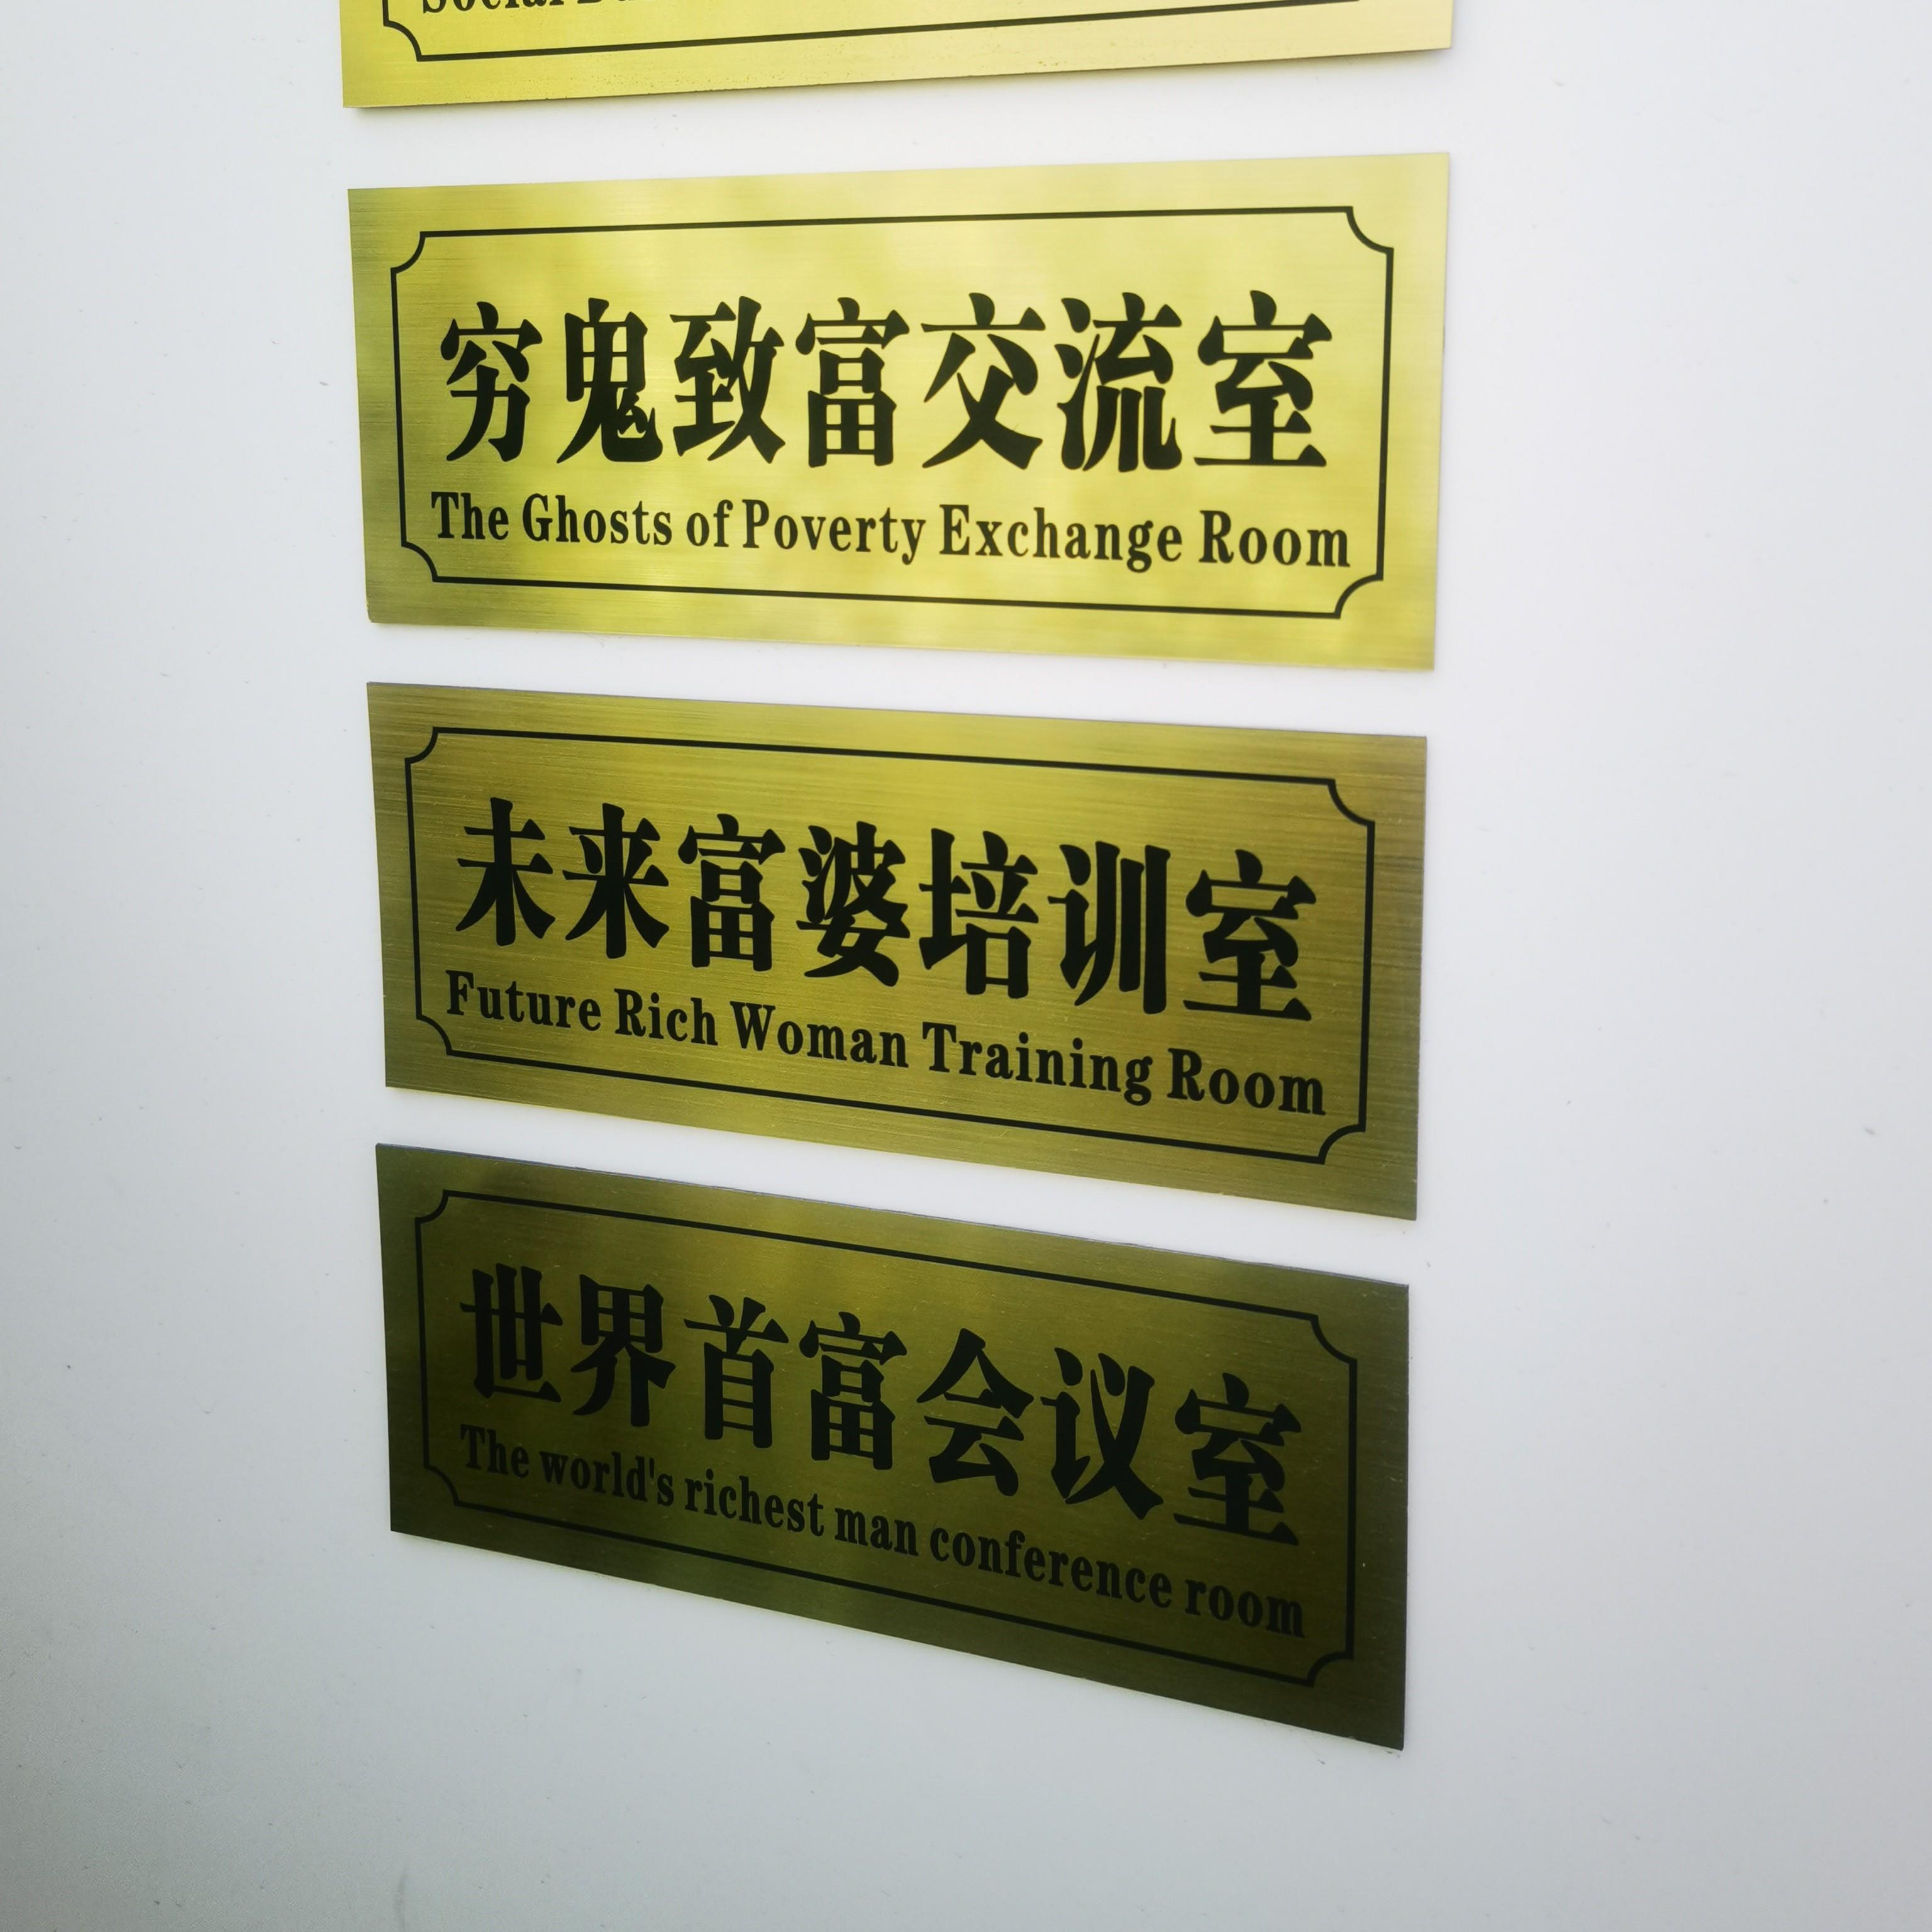 Social
穷鬼致富交流室
The Ghosts of Poverty Exchange Room
未来富婆培训室
Future Rich Woman Training Room
世界首富会议室
The world's richest man conference room